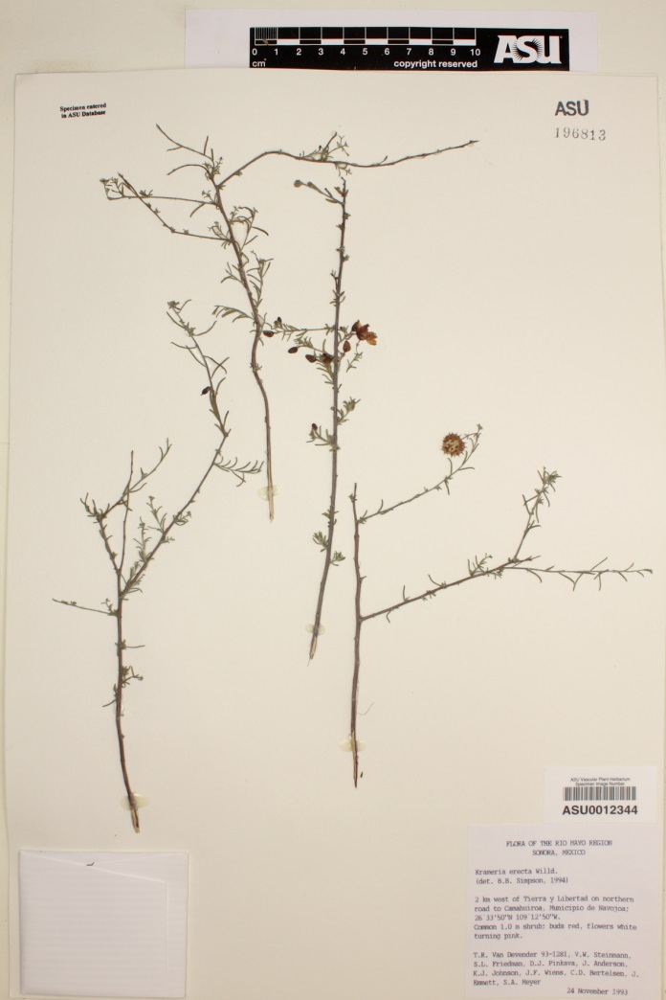 0 1 2 3 4 5 6 7 8 9 10
cm
copyright reserved
ASU
Specimen entered
in ASU Database
ASU
196813
ASU Vascular Plant Herbarium
Specimen Image Number
ASU0012344
FLORA OF THE RIO MAYO REGION
SONORA, MEXICO
Krameria erecta Willd.
(det. B.B. Simpson, 1994)
2 km west of Tierra y Libertad on northern
road to Camahuiroa, Municipio de Navojoa;
26 33'50"N 109 12'50"W.
Common 1.0 m shrub; buds red, flowers white
turning pink.
T.R. Van Devender 93-1281, V.W. Steinmann,
S.L. Friedman, D.J. Pinkava, J. Anderson,
K.J. Johnson, J.F. Wiens, C.D. Bertelsen, J.
Emmett, S.A. Meyer
24 November 1993